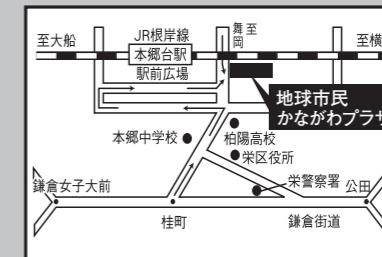 至大船
JR根岸線
本郷台駅
駅前広場
至舞岡
至横
地球市民
かながわプラザ
本郷中学校
柏陽高校
栄区役所
栄警察署
鎌倉女子大前
公田
桂町
鎌倉街道